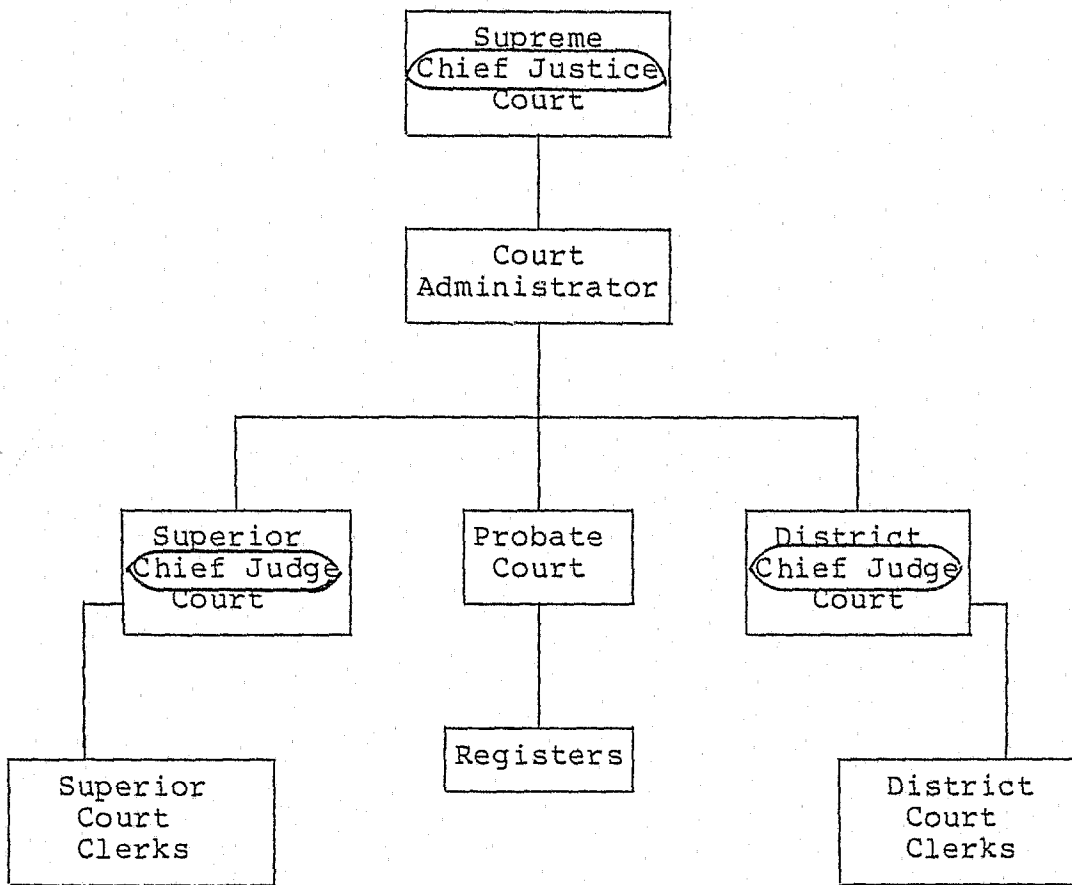 Supreme
Chief Justice
Court
Court
Administrator
Superior
Chief Judge
Court
Probate
Court
District
Chief Judge
Court
Registers
Superior
Court
Clerks
District
Court
Clerks